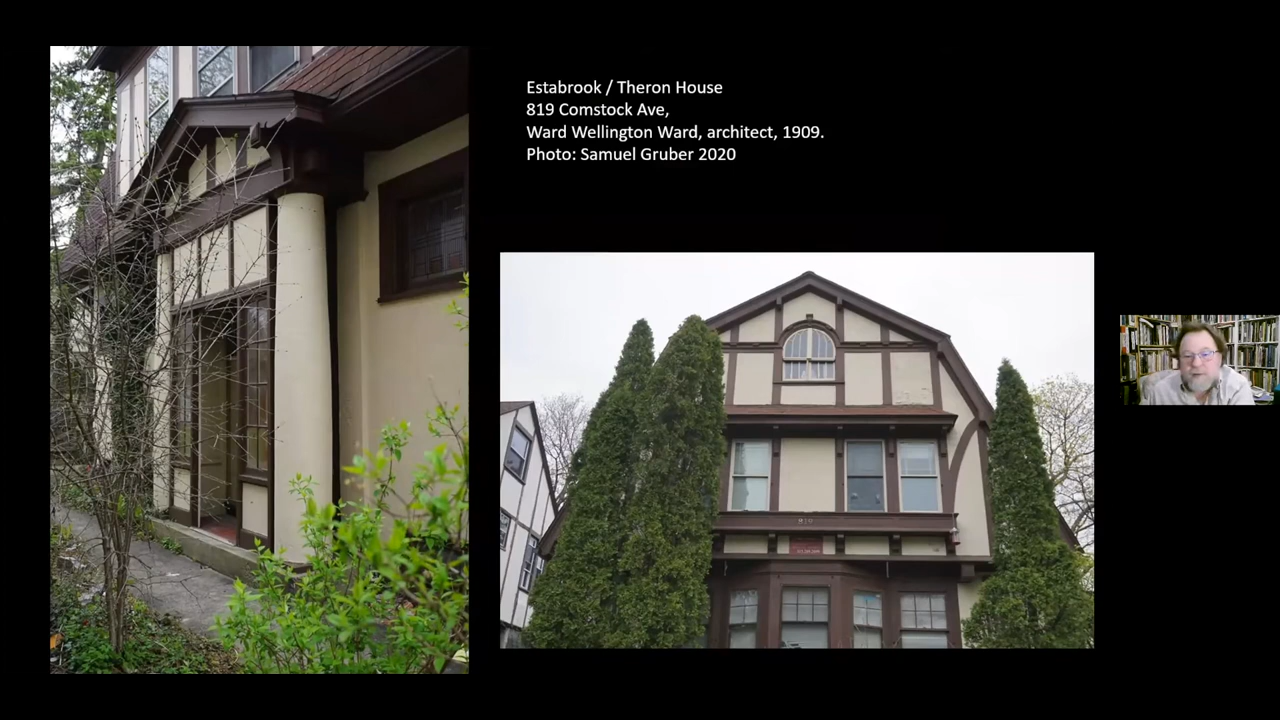 Estabrook / Theron House
819 Comstock Ave,
Ward Wellington Ward, architect, 1909.
Photo: Samuel Gruber 2020